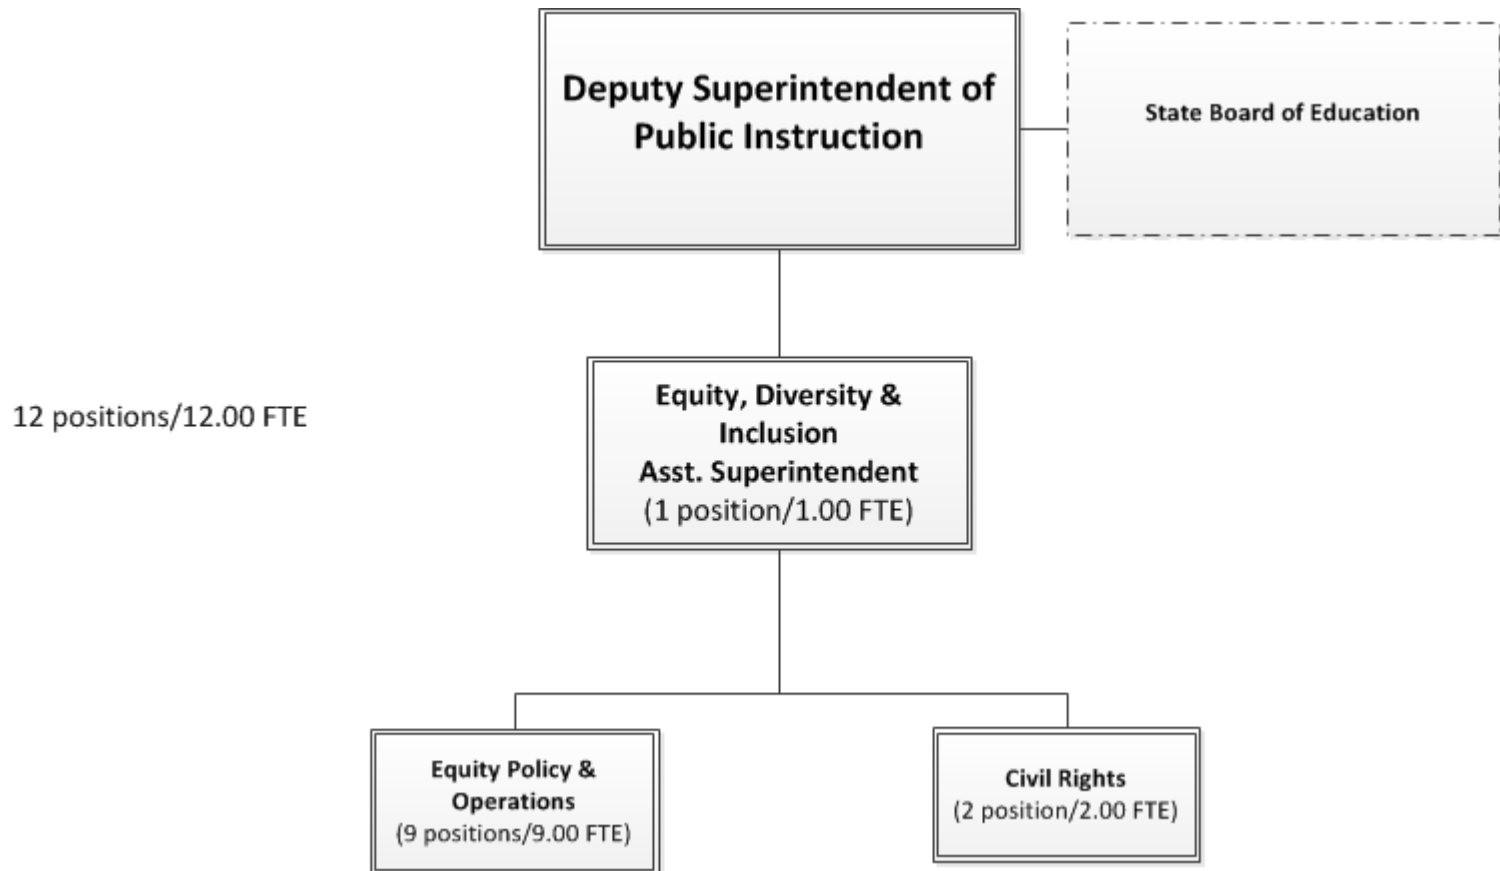 Deputy Superintendent of
Public Instruction
State Board of Education
12 positions/12.00 FTE
Equity, Diversity &
Inclusion
Asst. Superintendent
(1 position/1.00 FTE)
Equity Policy &
Operations
(9 positions/9.00 FTE)
Civil Rights
(2 position/2.00 FTE)